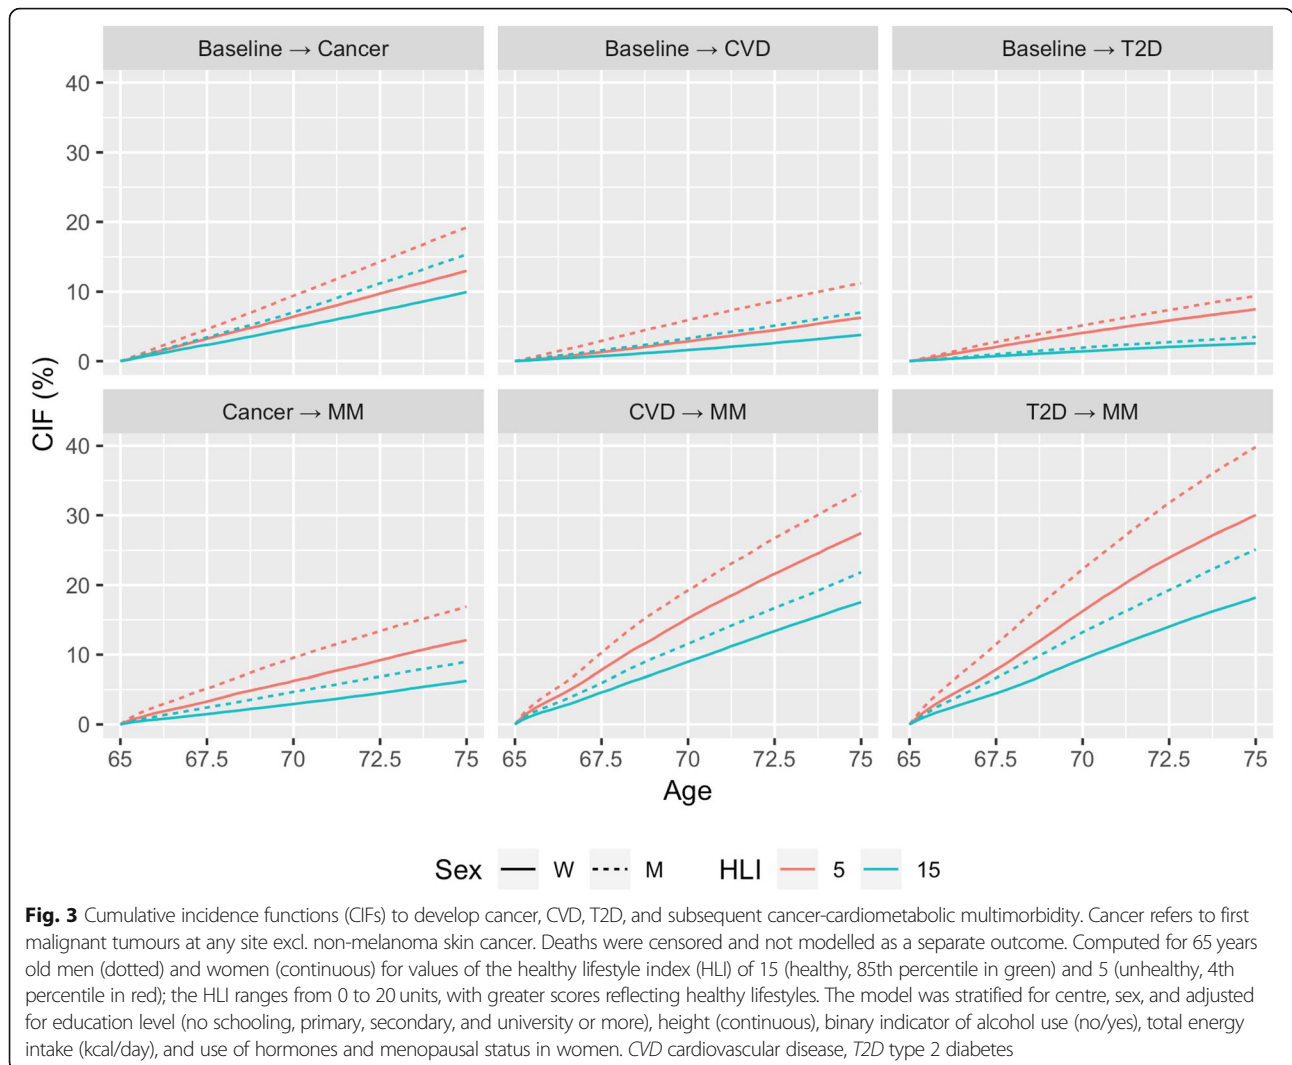 Baseline → Cancer
Baseline → CVD
Baseline → T2D
40
30
20
10
0
CIF (%)
Cancer → MM
CVD → MM
T2D → MM
40
30
20
10
0
65 67.5 70 72.5 75
65 67.5 70 72.5 75
65 67.5 70 72.5 75
Age
Sex W M HLI 5 15
Fig. 3 Cumulative incidence functions (CIFs) to develop cancer, CVD, T2D, and subsequent cancer-cardiometabolic multimorbidity. Cancer refers to first
malignant tumours at any site excl. non-melanoma skin cancer. Deaths were censored and not modelled as a separate outcome. Computed for 65 years
old men (dotted) and women (continuous) for values of the healthy lifestyle index (HLI) of 15 (healthy, 85th percentile in green) and 5 (unhealthy, 4th
percentile in red); the HLI ranges from 0 to 20 units, with greater scores reflecting healthy lifestyles. The model was stratified for centre, sex, and adjusted
for education level (no schooling, primary, secondary, and university or more), height (continuous), binary indicator of alcohol use (no/yes), total energy
intake (kcal/day), and use of hormones and menopausal status in women. CVD cardiovascular disease, T2D type 2 diabetes